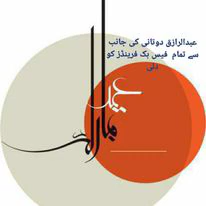 عبدالرازق دوتانی کی جانب
سے تمام فیس بک فرینڈز کو
دلی
عید
مبارک